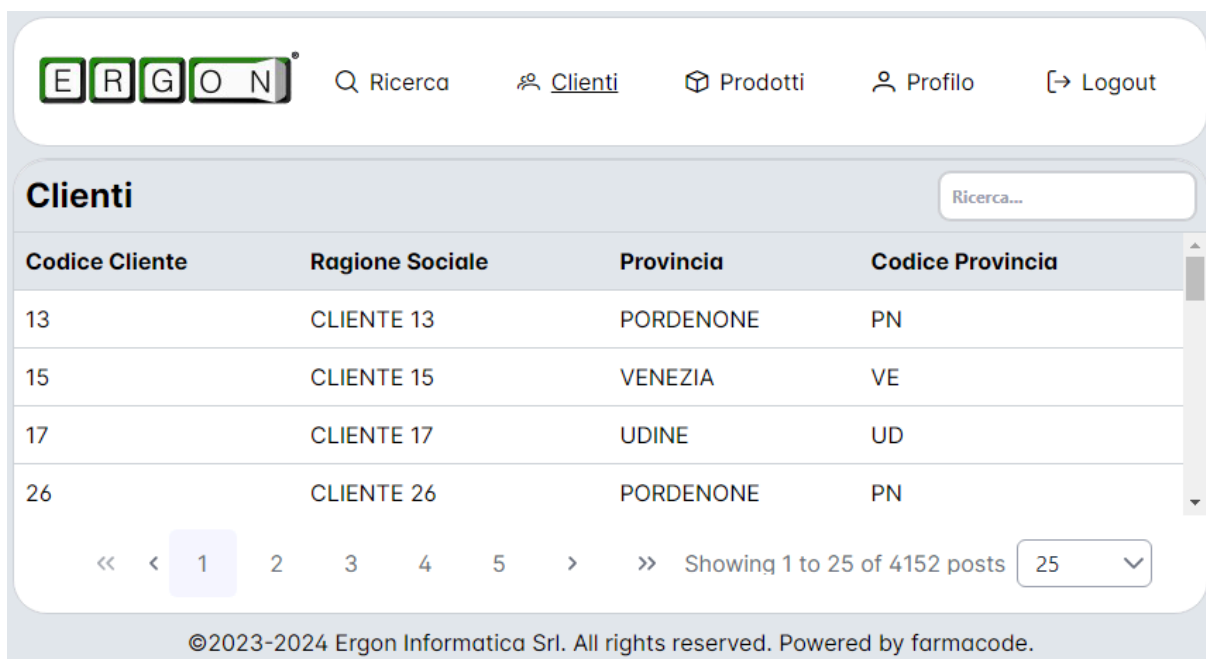 ERGON® Ricerca Clienti Prodotti Profilo Logout
Clienti Ricerca...
Codice Cliente Ragione Sociale Provincia Codice Provincia
13 CLIENTE 13 PORDENONE PN
15 CLIENTE 15 VENEZIA VE
17 CLIENTE 17 UDINE UD
26 CLIENTE 26 PORDENONE PN
<< < 1 2 3 4 5 > >> Showing 1 to 25 of 4152 posts 25
©2023-2024 Ergon Informatica Srl. All rights reserved. Powered by farmacode.